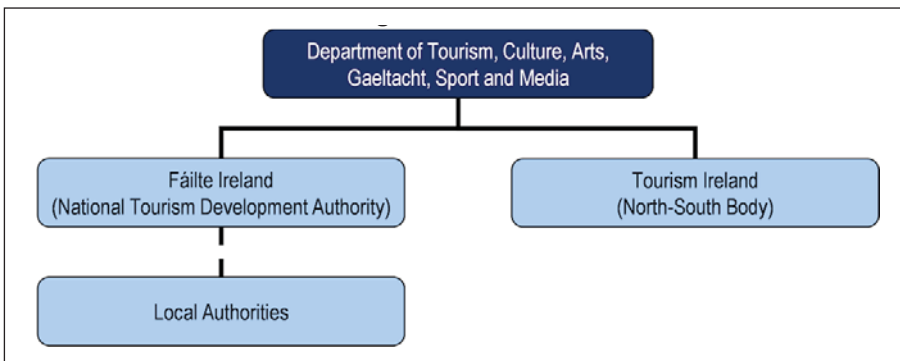 Department of Tourism, Culture, Arts,
Gaeltacht, Sport and Media
Fáilte Ireland
(National Tourism Development Authority)
Tourism Ireland
(North-South Body)
Local Authorities